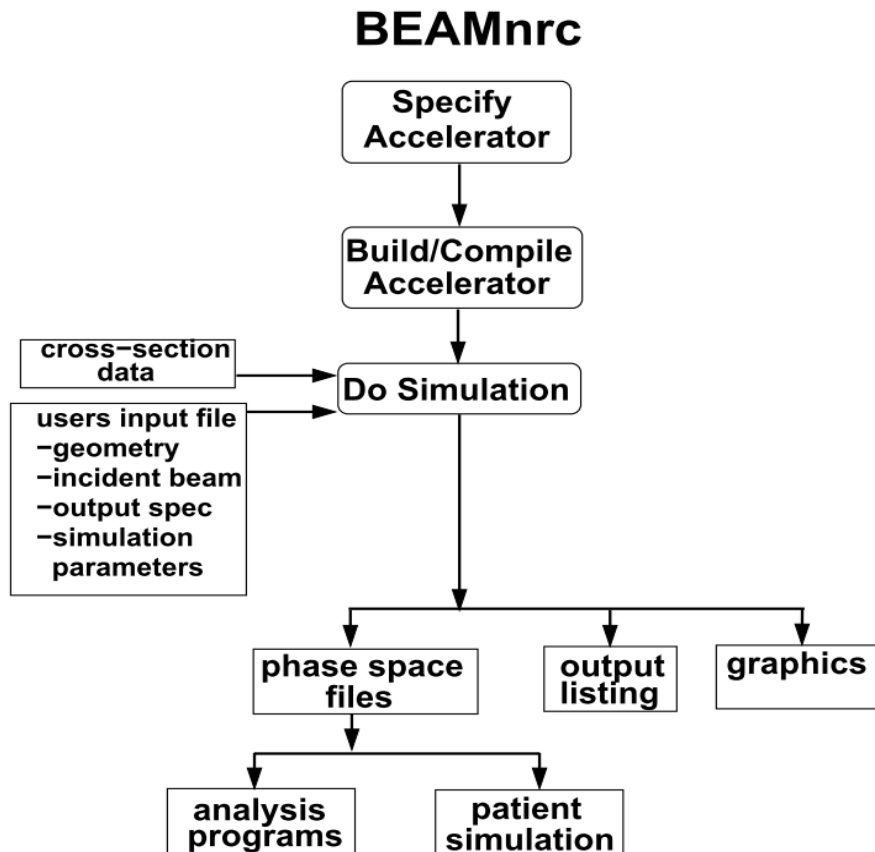 BEAMnrc
Specify
Accelerator
Build/Compile
Accelerator
cross−section
data
Do Simulation
users input file
−geometry
−incident beam
−output spec
−simulation
parameters
phase space
files
output
listing
graphics
analysis
programs
patient
simulation